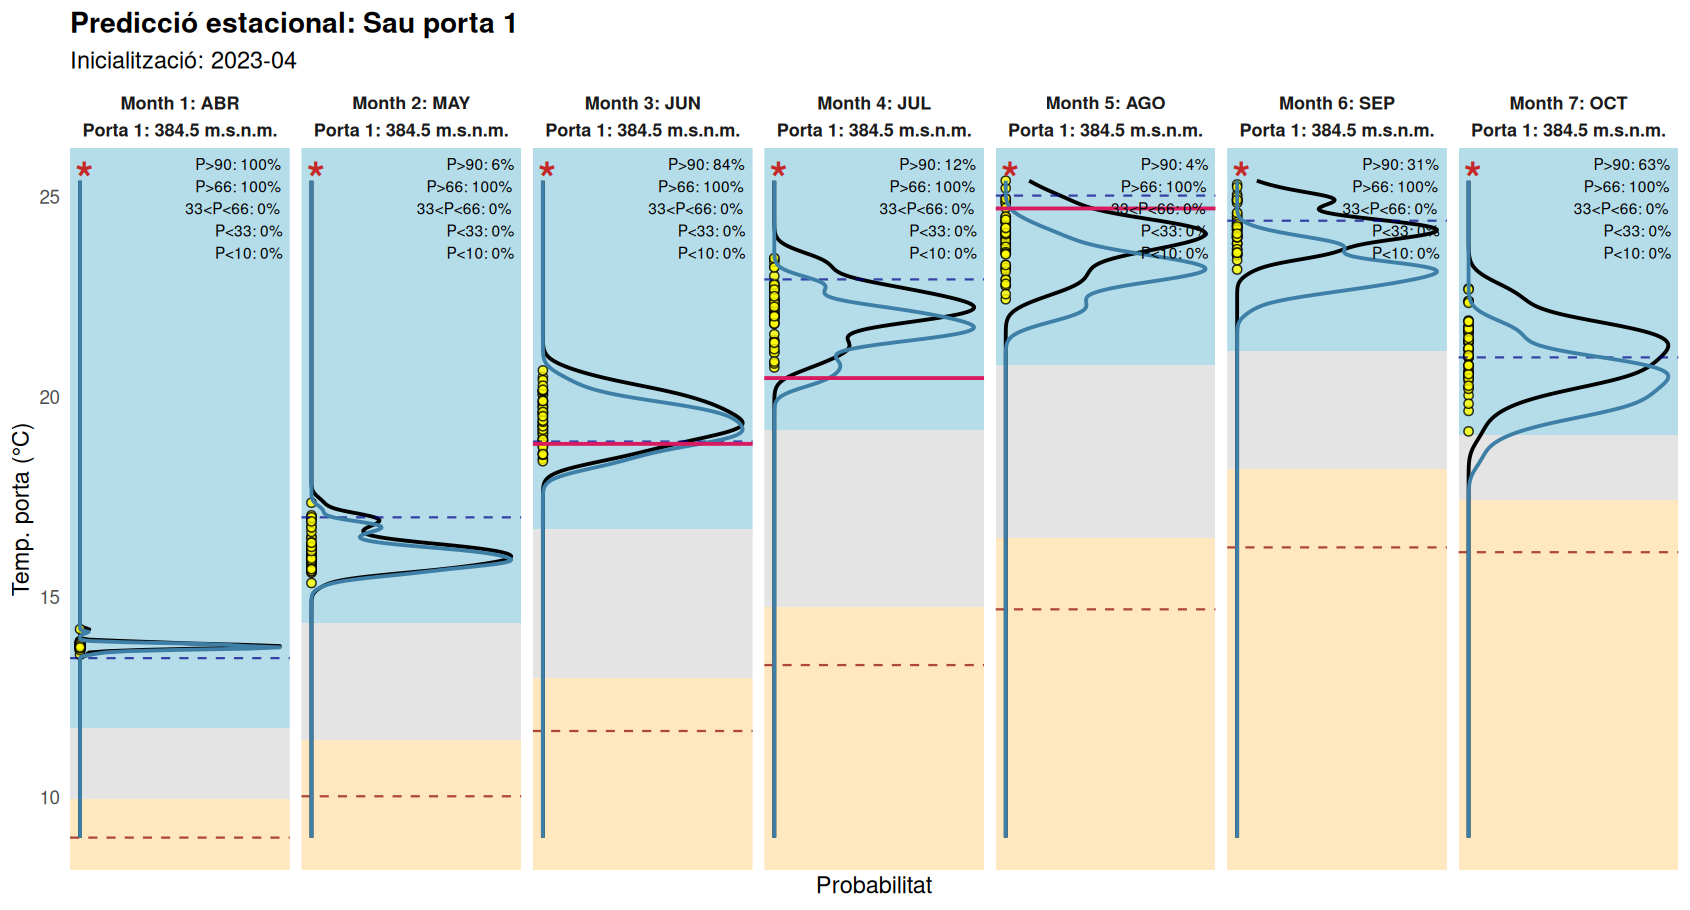 Predicció estacional: Sau porta 1
Inicialització: 2023-04
Month 1: ABR
Porta 1: 384.5 m.s.n.m.
Month 2: MAY
Porta 1: 384.5 m.s.n.m.
Month 3: JUN
Porta 1: 384.5 m.s.n.m.
Month 4: JUL
Porta 1: 384.5 m.s.n.m.
Month 5: AGO
Porta 1: 384.5 m.s.n.m.
Month 6: SEP
Porta 1: 384.5 m.s.n.m.
Month 7: OCT
Porta 1: 384.5 m.s.n.m.
*
P>90: 100%
P>66: 100%
33<P<66: 0%
P<33: 0%
P<10: 0%
*
P>90: 6%
P>66: 100%
33<P<66: 0%
P<33: 0%
P<10: 0%
*
P>90: 84%
P>66: 100%
33<P<66: 0%
P<33: 0%
P<10: 0%
*
P>90: 12%
P>66: 100%
33<P<66: 0%
P<33: 0%
P<10: 0%
*
P>90: 4%
P>66: 100%
33<P<66: 0%
P<33: 0%
P<10: 0%
*
P>90: 31%
P>66: 100%
33<P<66: 0%
P<33: 0%
P<10: 0%
*
P>90: 63%
P>66: 100%
33<P<66: 0%
P<33: 0%
P<10: 0%
25
20
15
10
Temp. porta (°C)
Probabilitat